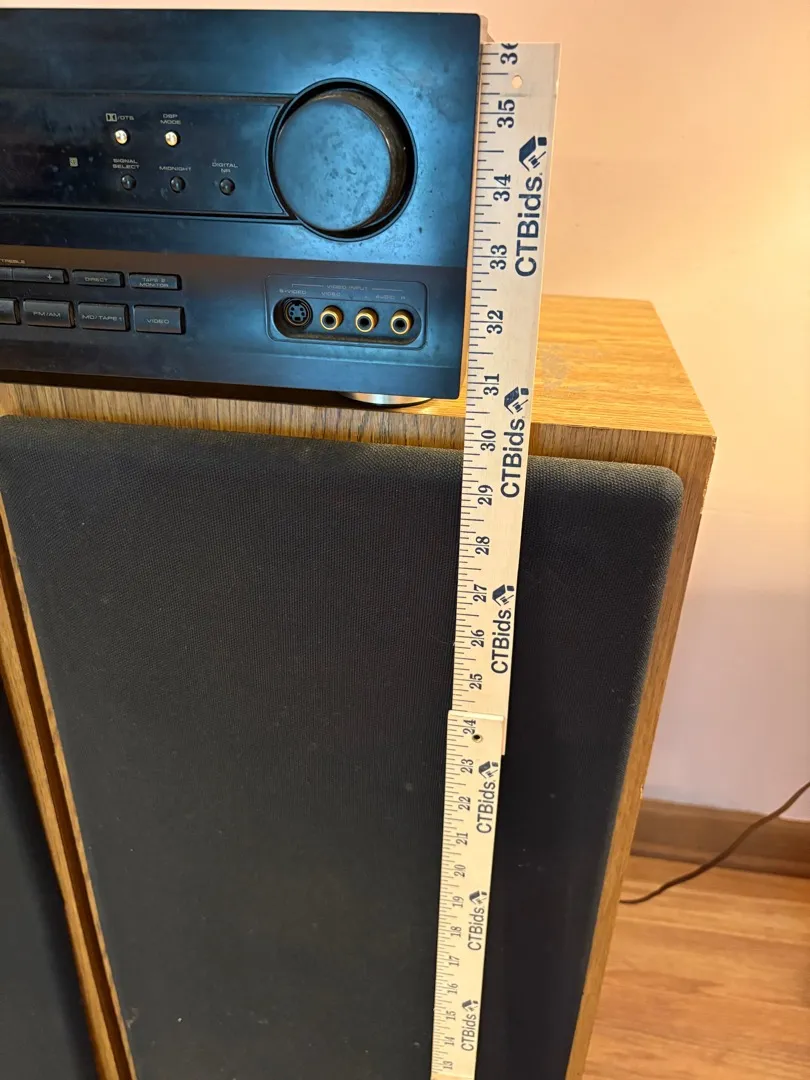 DD/DTS
DSP
MODE
SIGNAL
SELECT
MIDNIGHT
DIGITAL
NR
TREBLE
+
DIRECT
TAPE 2
MONITOR
FM/AM
MD/TAPE 1
VIDEO
VIDEO INPUT
S-VIDEO
VIDEO
L
AUDIO
R
36
35
34
CTBids.
33
32
31
30
CTBids.
29
28
27
26
CTBids.
25
24
23
22
CTBids.
21
20
19
18
CTBids.
17
16
15
14
CTBids.
13